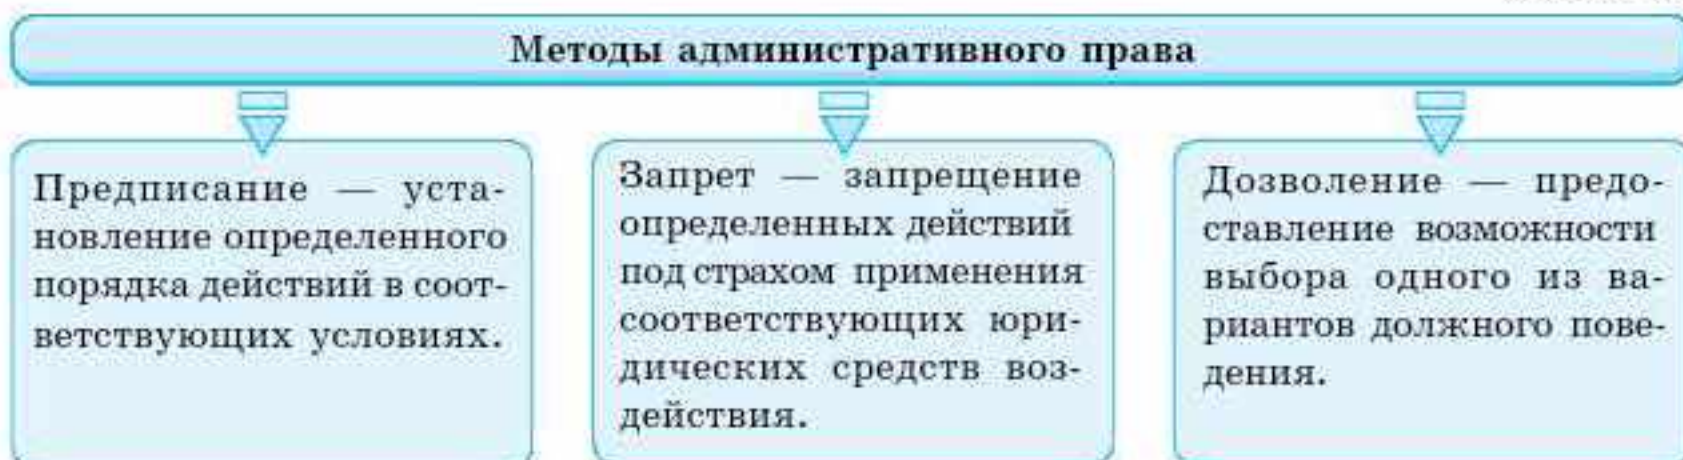 Методы административного права
Предписание — уста-
новление определенного
порядка действий в соот-
ветствующих условиях.
Запрет — запрещение
определенных действий
под страхом применения
соответствующих юри-
дических средств воз-
действия.
Дозволение — предо-
ставление возможности
выбора одного из ва-
риантов должного пове-
дения.